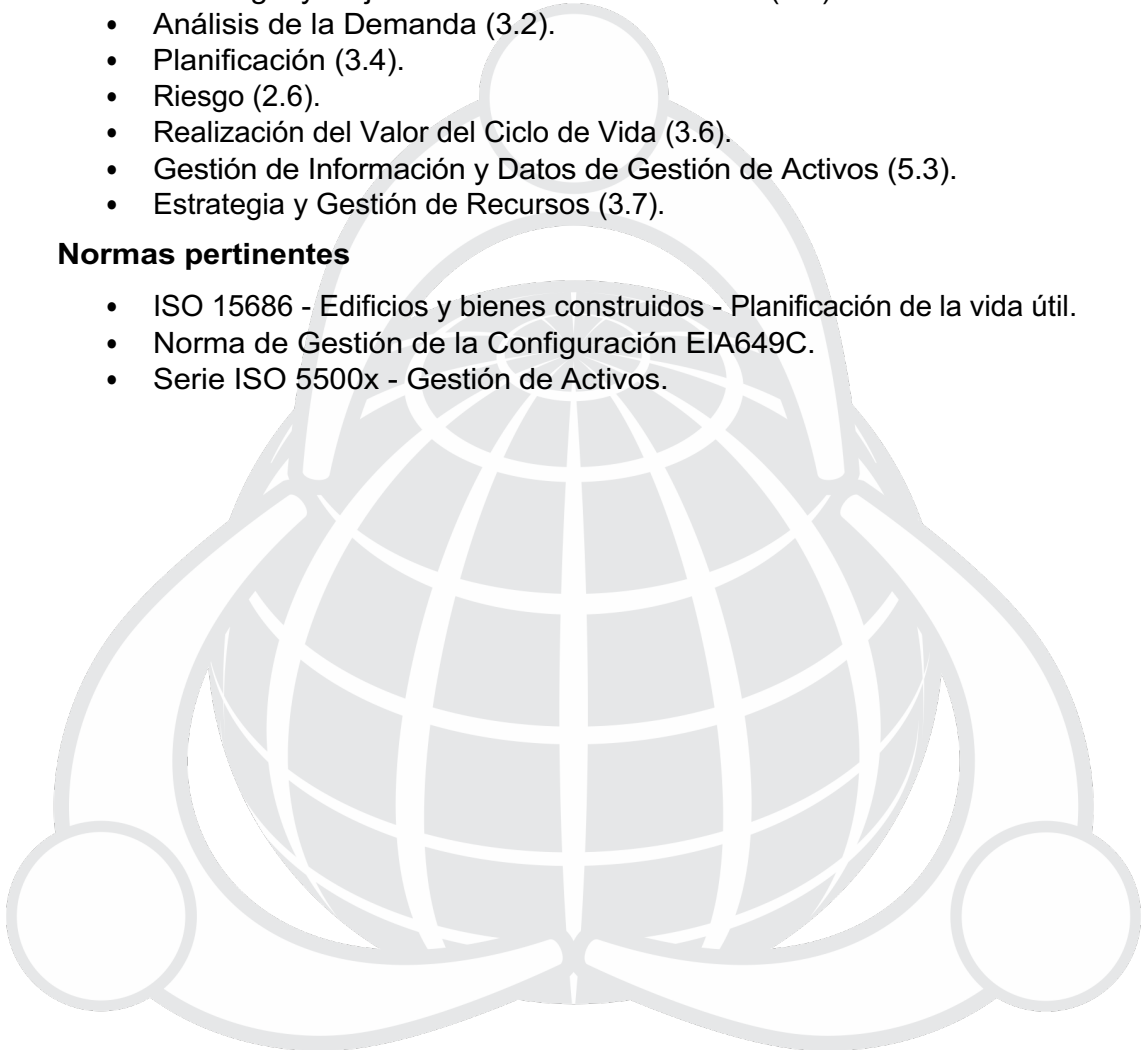 • Análisis de la Demanda (3.2).
• Planificación (3.4).
• Riesgo (2.6).
• Realización del Valor del Ciclo de Vida (3.6).
• Gestión de Información y Datos de Gestión de Activos (5.3).
• Estrategia y Gestión de Recursos (3.7).
Normas pertinentes
• ISO 15686 - Edificios y bienes construidos - Planificación de la vida útil.
• Norma de Gestión de la Configuración EIA649C.
• Serie ISO 5500x - Gestión de Activos.